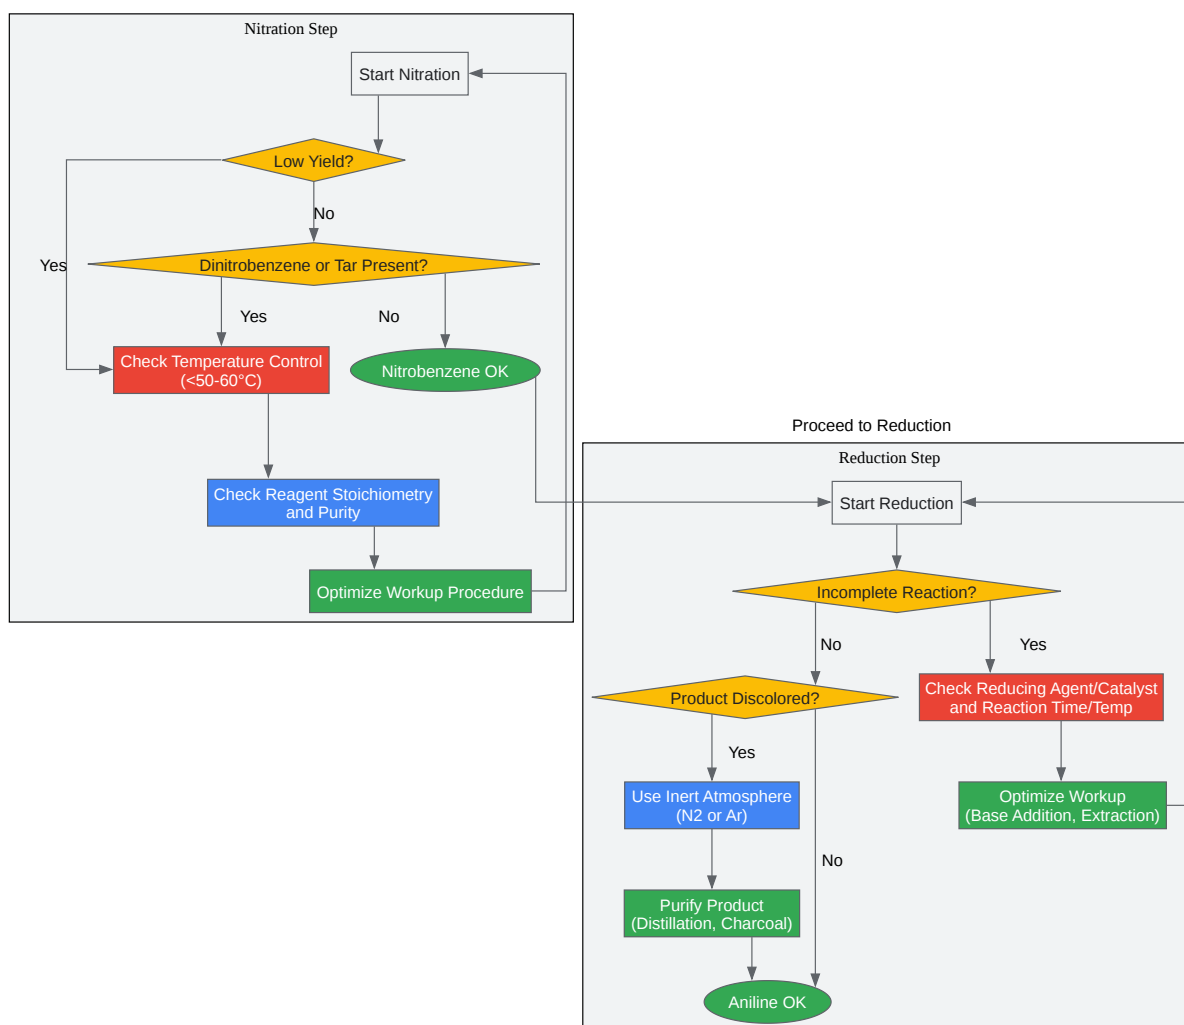 Nitration Step
Start Nitration
Low Yield?
No
Yes
Dinitrobenzene or Tar Present?
Yes
No
Check Temperature Control
(<50-60°C)
Nitrobenzene OK
Check Reagent Stoichiometry
and Purity
Optimize Workup Procedure
Proceed to Reduction
Reduction Step
Start Reduction
Incomplete Reaction?
No
Yes
Product Discolored?
Check Reducing Agent/Catalyst
and Reaction Time/Temp
Yes
Use Inert Atmosphere
(N2 or Ar)
Optimize Workup
(Base Addition, Extraction)
No
Purify Product
(Distillation, Charcoal)
Aniline OK